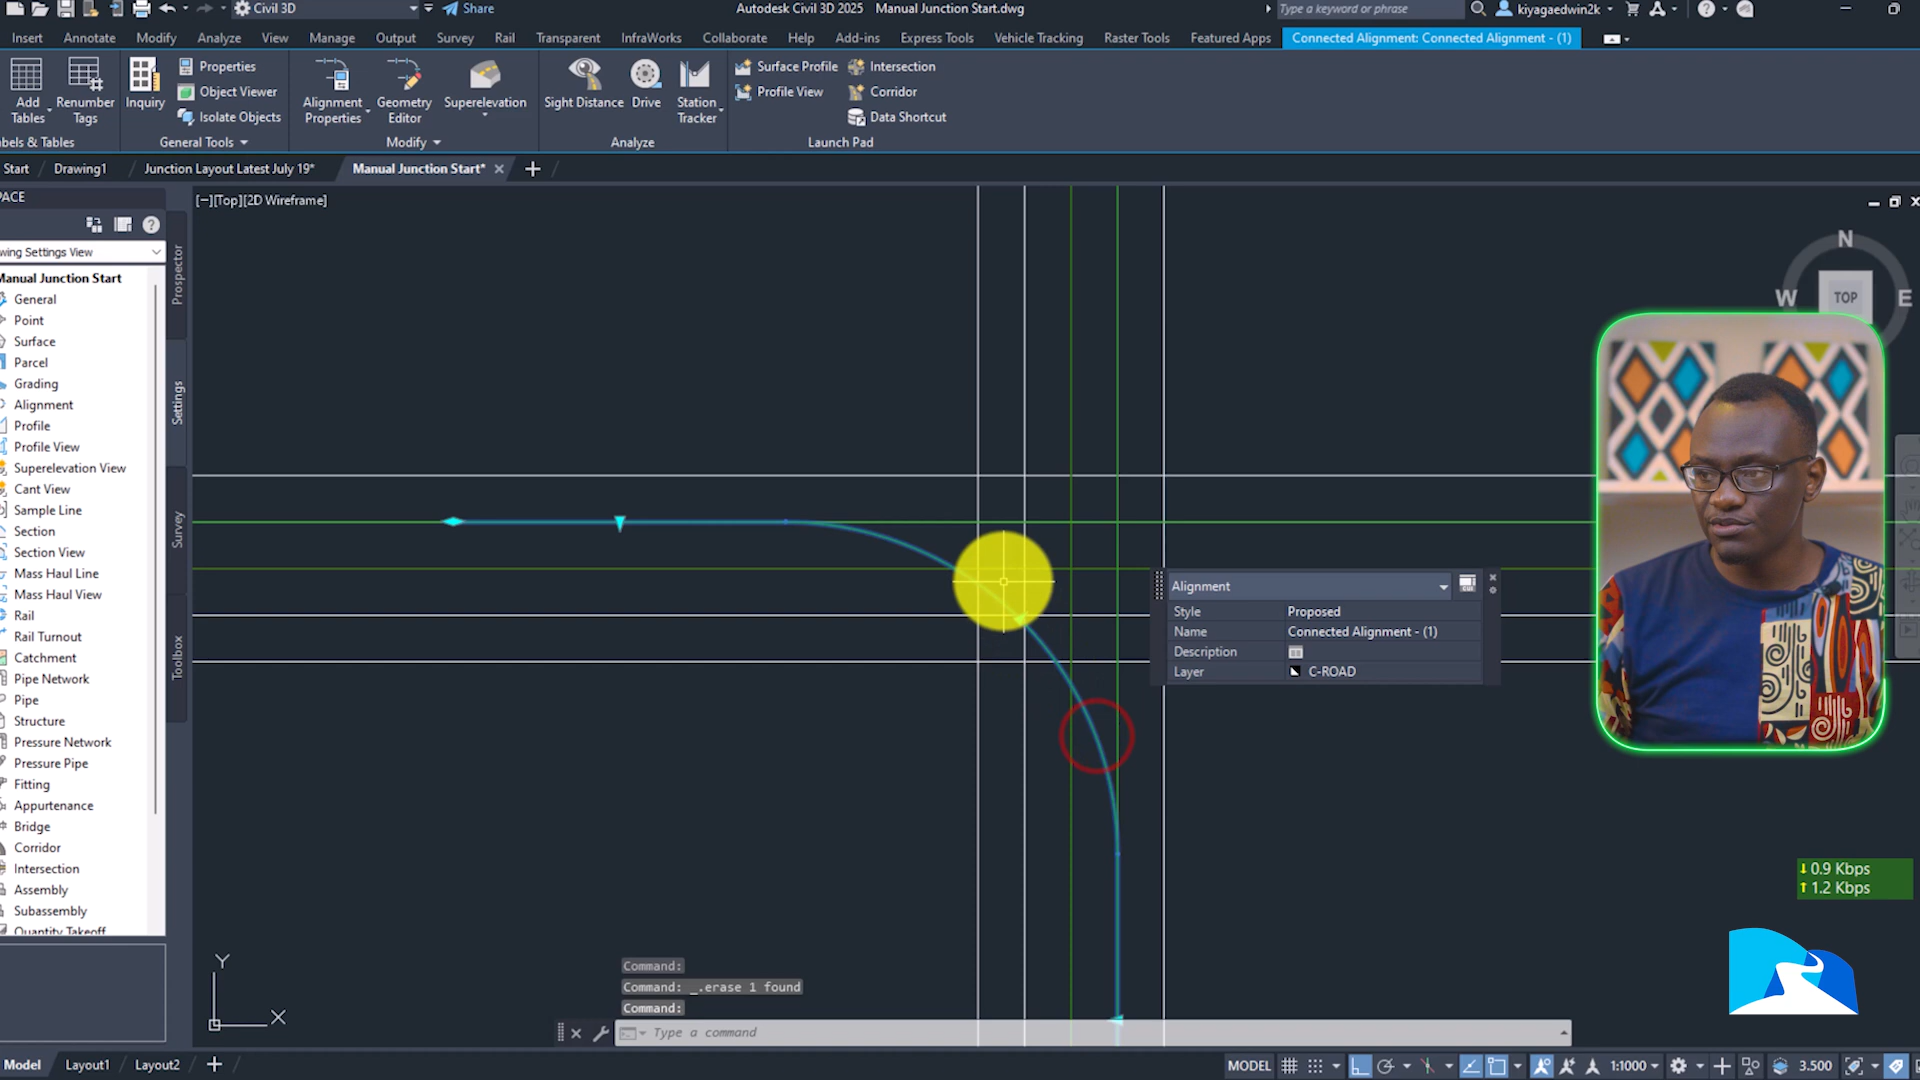 Civil 3D
Share
Autodesk Civil 3D 2025 Manual Junction Start.dwg
Type a keyword or phrase
kiyagaedwin2k
Insert Annotate Modify Analyze View Manage Output Survey Rail Transparent InfraWorks Collaborate Help Add-ins Express Tools Vehicle Tracking Raster Tools Featured Apps Connected Alignment: Connected Alignment - (1)
Add Tables
Renumber Tags
Inquiry
Properties
Object Viewer
Isolate Objects
Alignment Properties
Geometry Editor
Superelevation
Sight Distance
Drive
Station Tracker
Surface Profile
Profile View
Intersection
Corridor
Data Shortcut
bels & Tables
General Tools
Modify
Analyze
Launch Pad
Start
Drawing1
Junction Layout Latest July 19*
Manual Junction Start*
PACE
wing Settings View
Manual Junction Start
General
Point
Surface
Parcel
Grading
Alignment
Profile
Profile View
Superelevation View
Cant View
Sample Line
Section
Section View
Mass Haul Line
Mass Haul View
Rail
Rail Turnout
Catchment
Pipe Network
Pipe
Structure
Pressure Network
Pressure Pipe
Fitting
Appurtenance
Bridge
Corridor
Intersection
Assembly
Subassembly
Quantity Takeoff
Prospector
Settings
Survey
Toolbox
[−][Top][2D Wireframe]
N
W
TOP
E
Alignment
Style Proposed
Name Connected Alignment - (1)
Description
Layer C-ROAD
0.9 Kbps
1.2 Kbps
Y
X
Command:
Command: _.erase 1 found
Command:
Type a command
Model
Layout1
Layout2
MODEL
1:1000
3.500